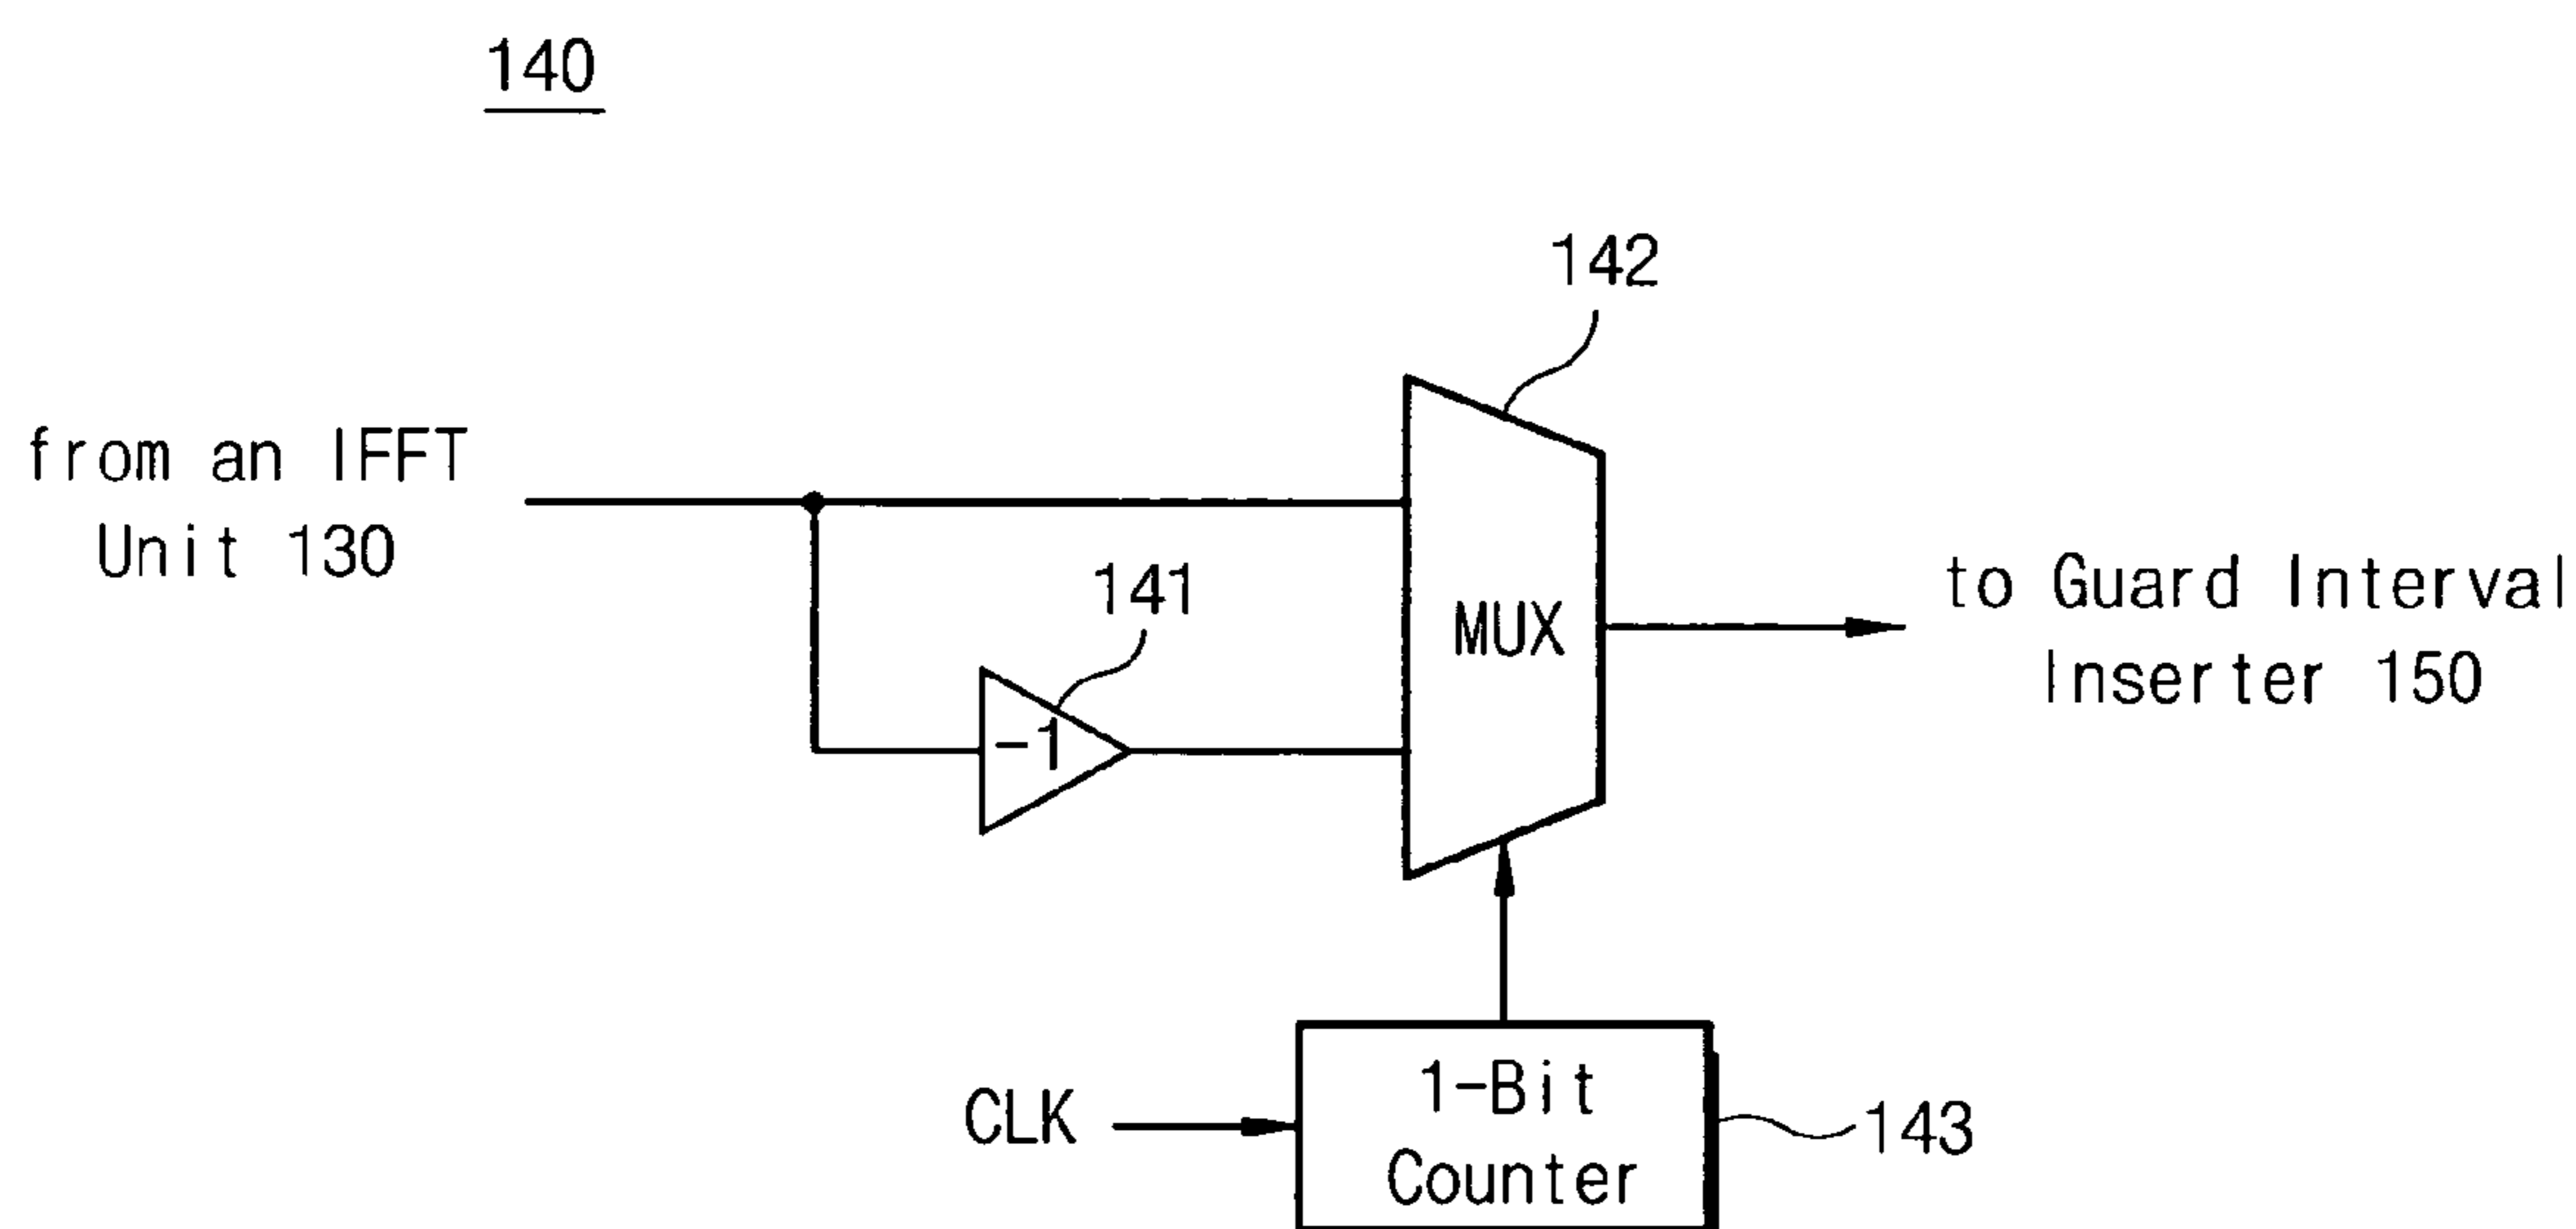 140
142
from an IFFT
Unit 130
141
-1
MUX
to Guard Interval
Inserter 150
CLK
1-Bit
Counter
143